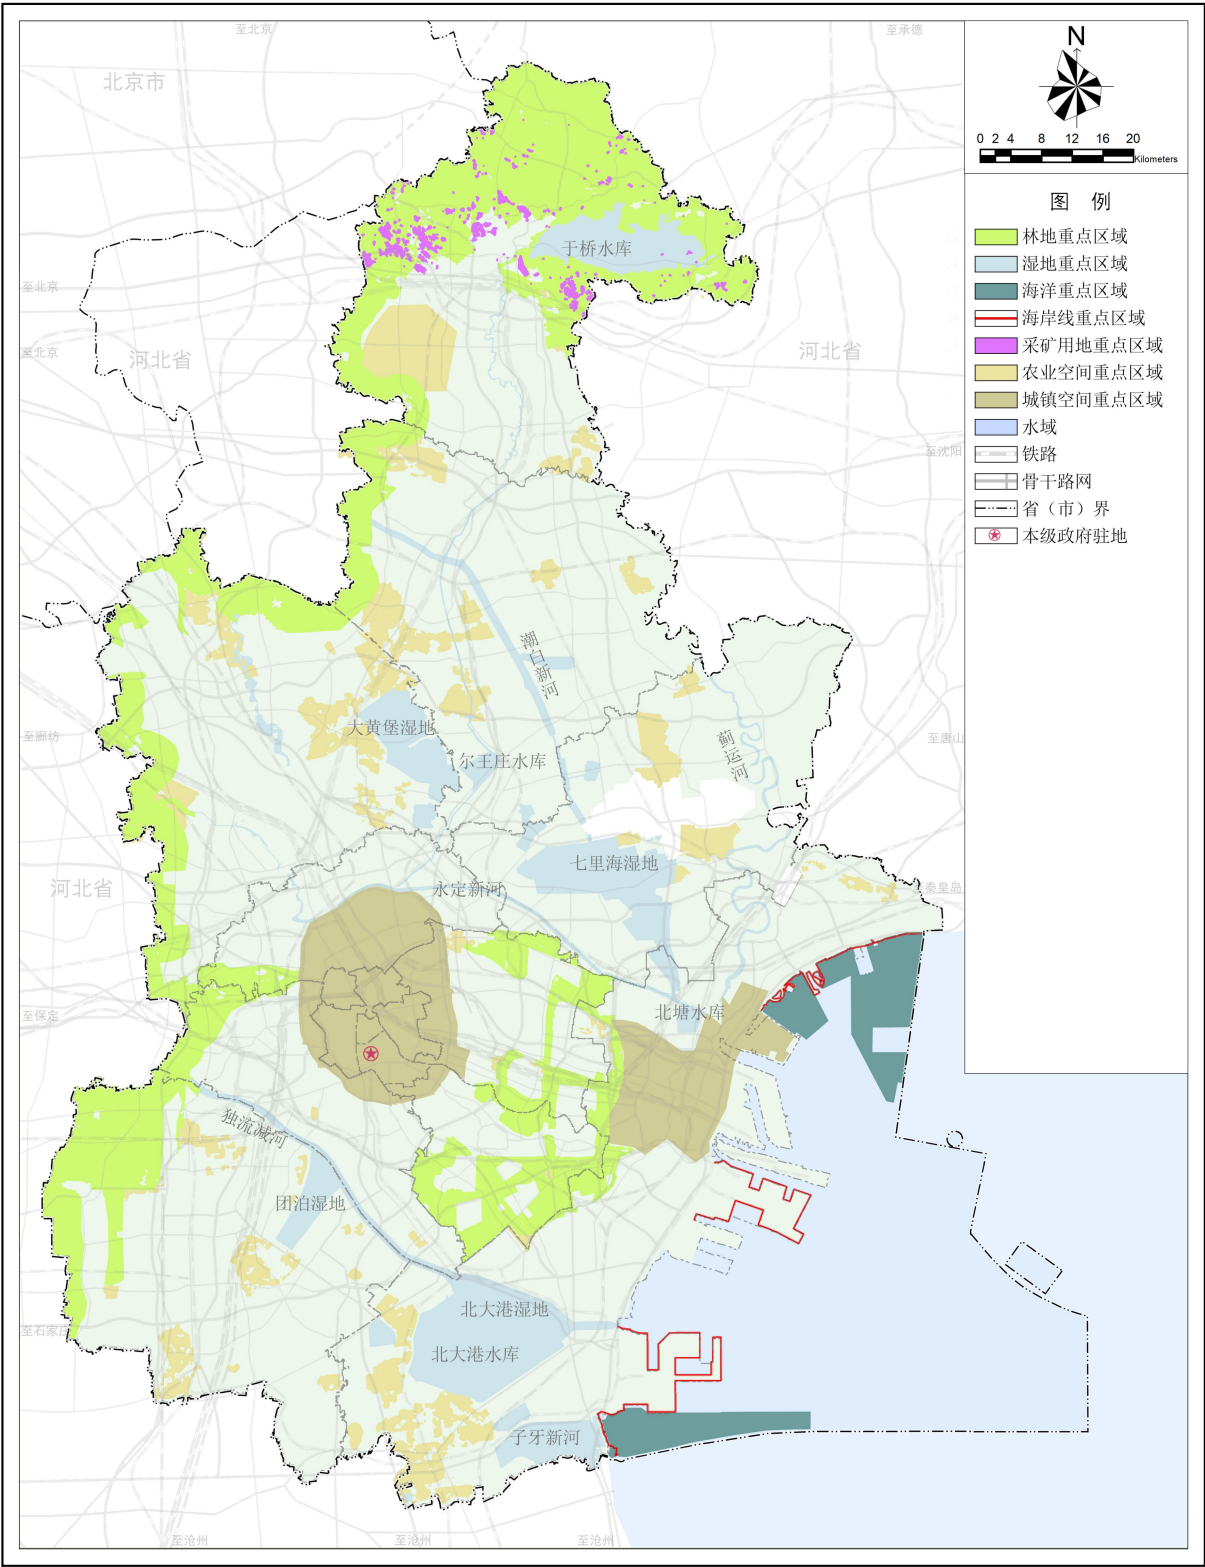 至北京
至承德
北京市
N
0 2 4 8 12 16 20
Kilometers
图 例
林地重点区域
湿地重点区域
海洋重点区域
海岸线重点区域
采矿用地重点区域
农业空间重点区域
城镇空间重点区域
水域
铁路
骨干路网
省（市）界
本级政府驻地
于桥水库
至北京
至北京
河北省
河北省
至沈阳
潮白新河
大黄堡湿地
尔王庄水库
蓟运河
至廊坊
至唐山
七里海湿地
河北省
永定新河
至秦皇岛
至保定
北塘水库
独流减河
团泊湿地
北大港湿地
至石家庄
北大港水库
子牙新河
至沧州
至沧州
至沧州